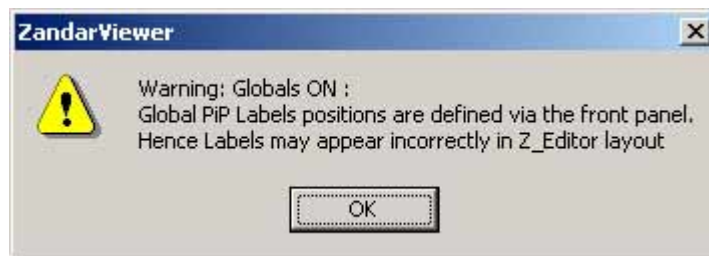 ZandarViewer
Warning: Globals ON :
Global PiP Labels positions are defined via the front panel.
Hence Labels may appear incorrectly in Z_Editor layout
OK